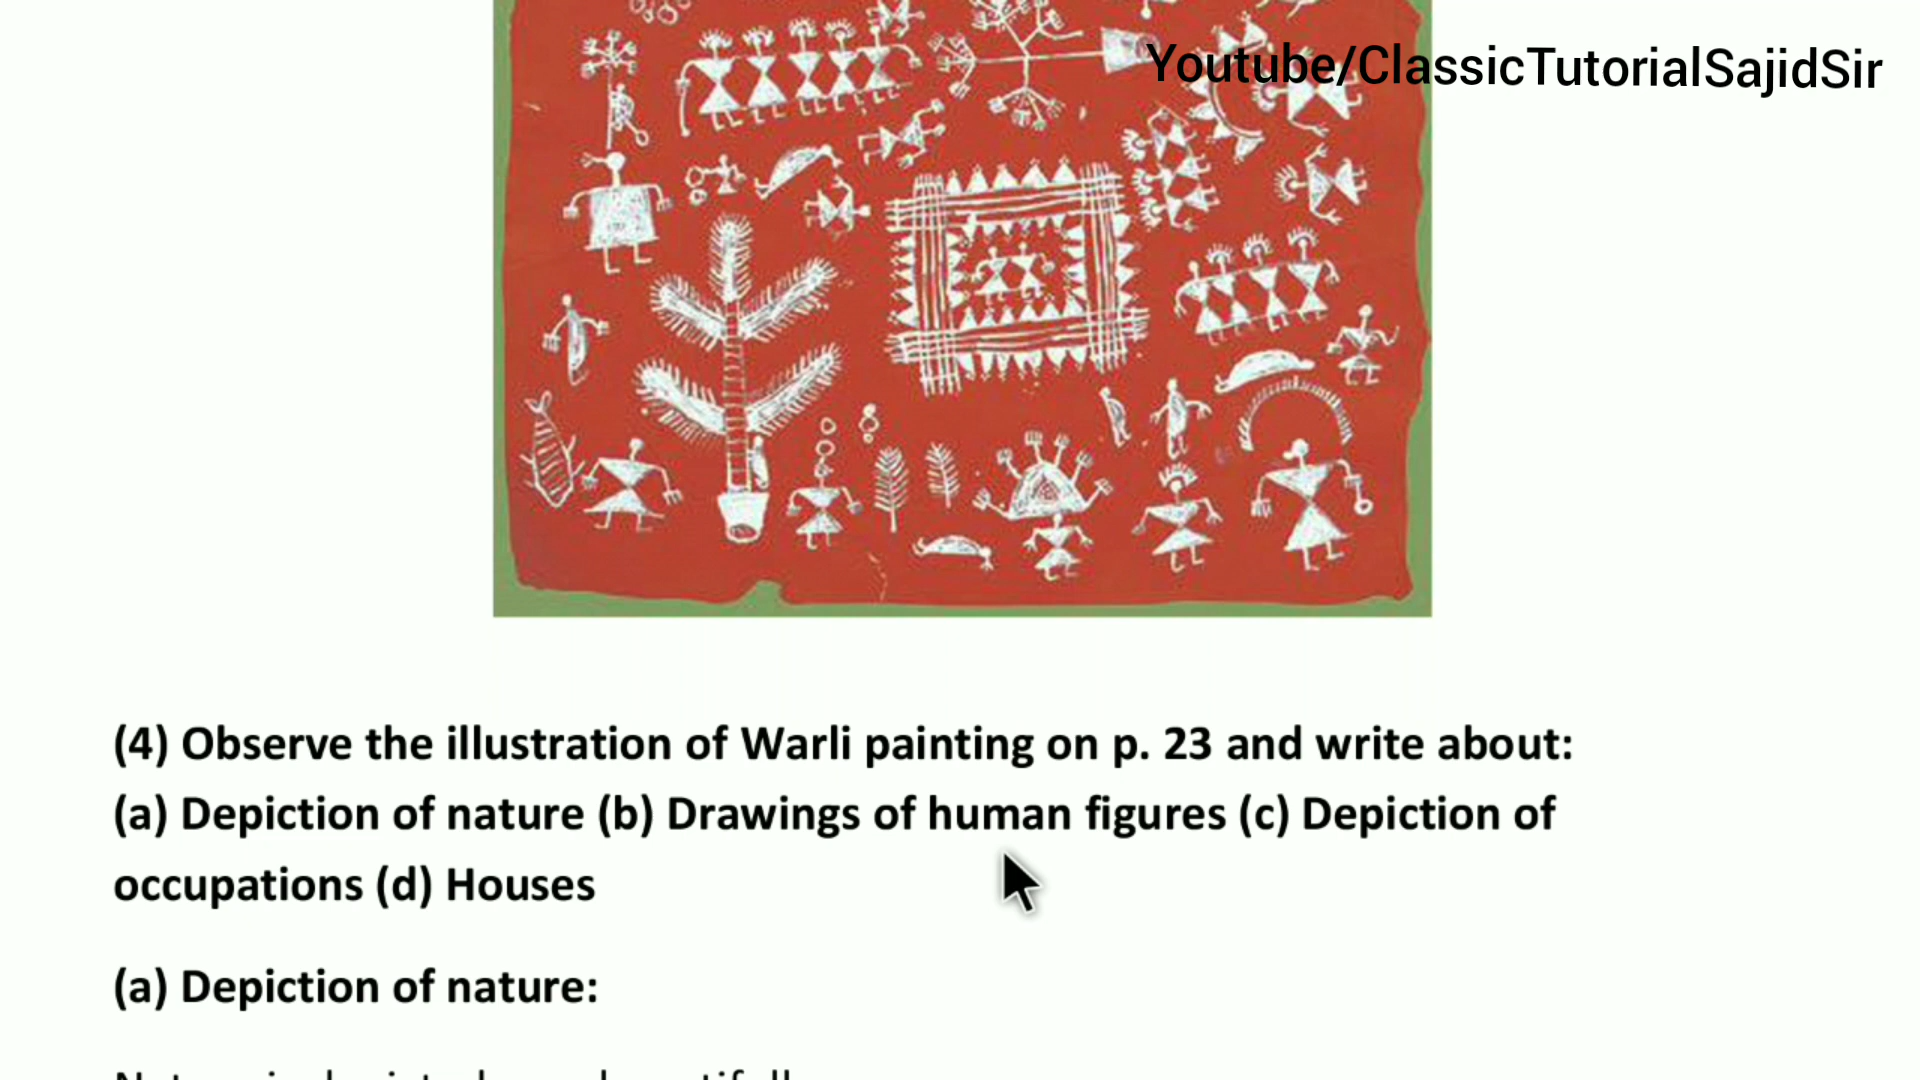 Youtube/ClassicTutorialSajidSir
(4) Observe the illustration of Warli painting on p. 23 and write about:
(a) Depiction of nature (b) Drawings of human figures (c) Depiction of
occupations (d) Houses
(a) Depiction of nature: